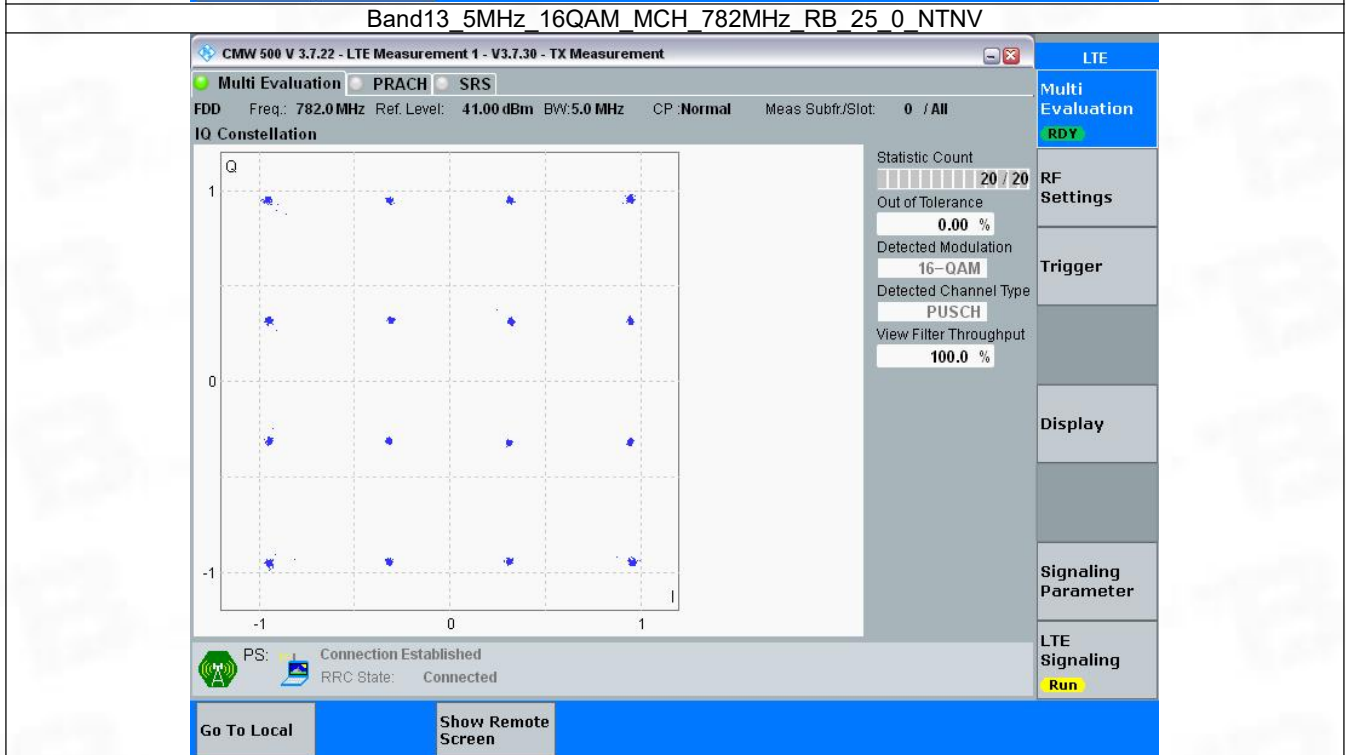 Band13_5MHz_16QAM_MCH_782MHz_RB_25_0_NTNV
CMW 500 V 3.7.22 - LTE Measurement 1 - V3.7.30 - TX Measurement
LTE
Multi Evaluation PRACH SRS
Multi
Evaluation
RDY
FDD Freq.: 782.0 MHz Ref. Level: 41.00 dBm BW: 5.0 MHz CP :Normal Meas Subfr./Slot: 0 / All
IQ Constellation
Q
1
0
-1
I
-1 0 1
Statistic Count
20 / 20
Out of Tolerance
0.00 %
Detected Modulation
16-QAM
Detected Channel Type
PUSCH
View Filter Throughput
100.0 %
RF
Settings
Trigger
Display
Signaling
Parameter
LTE
Signaling
Run
PS: Connection Established
RRC State: Connected
Go To Local
Show Remote
Screen